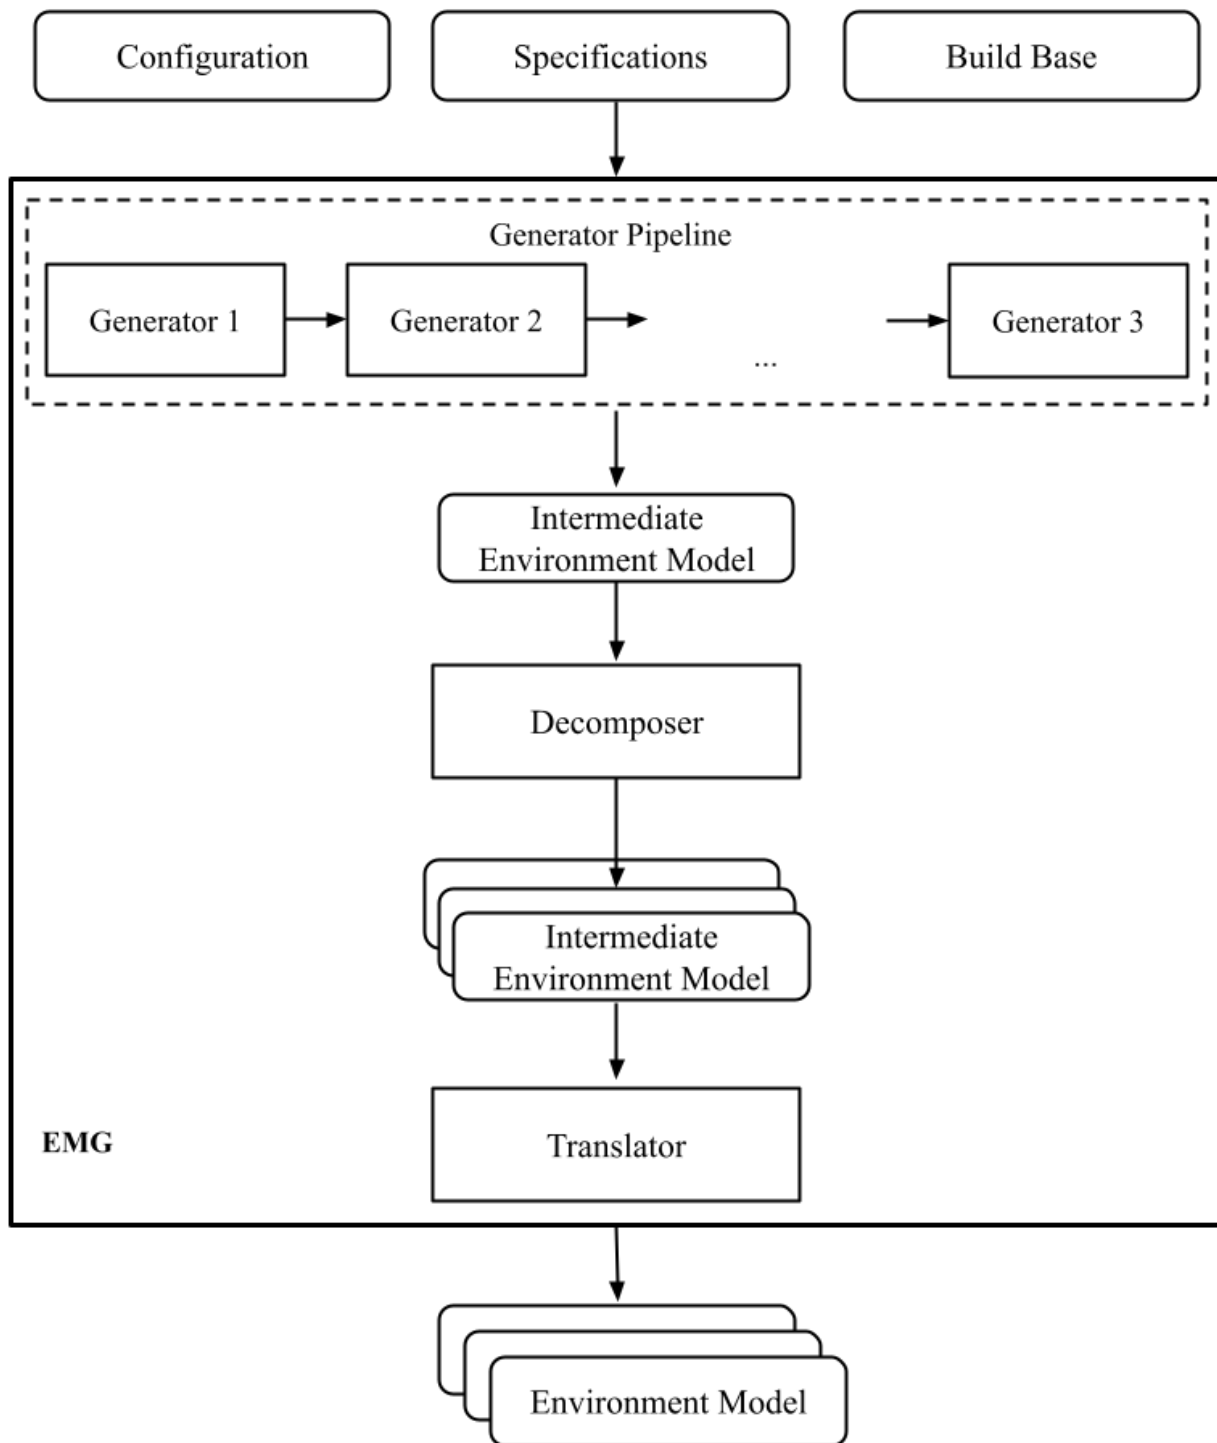 Configuration
Specifications
Build Base
Generator Pipeline
Generator 1
Generator 2
...
Generator 3
Intermediate
Environment Model
Decomposer
Intermediate
Environment Model
EMG
Translator
Environment Model